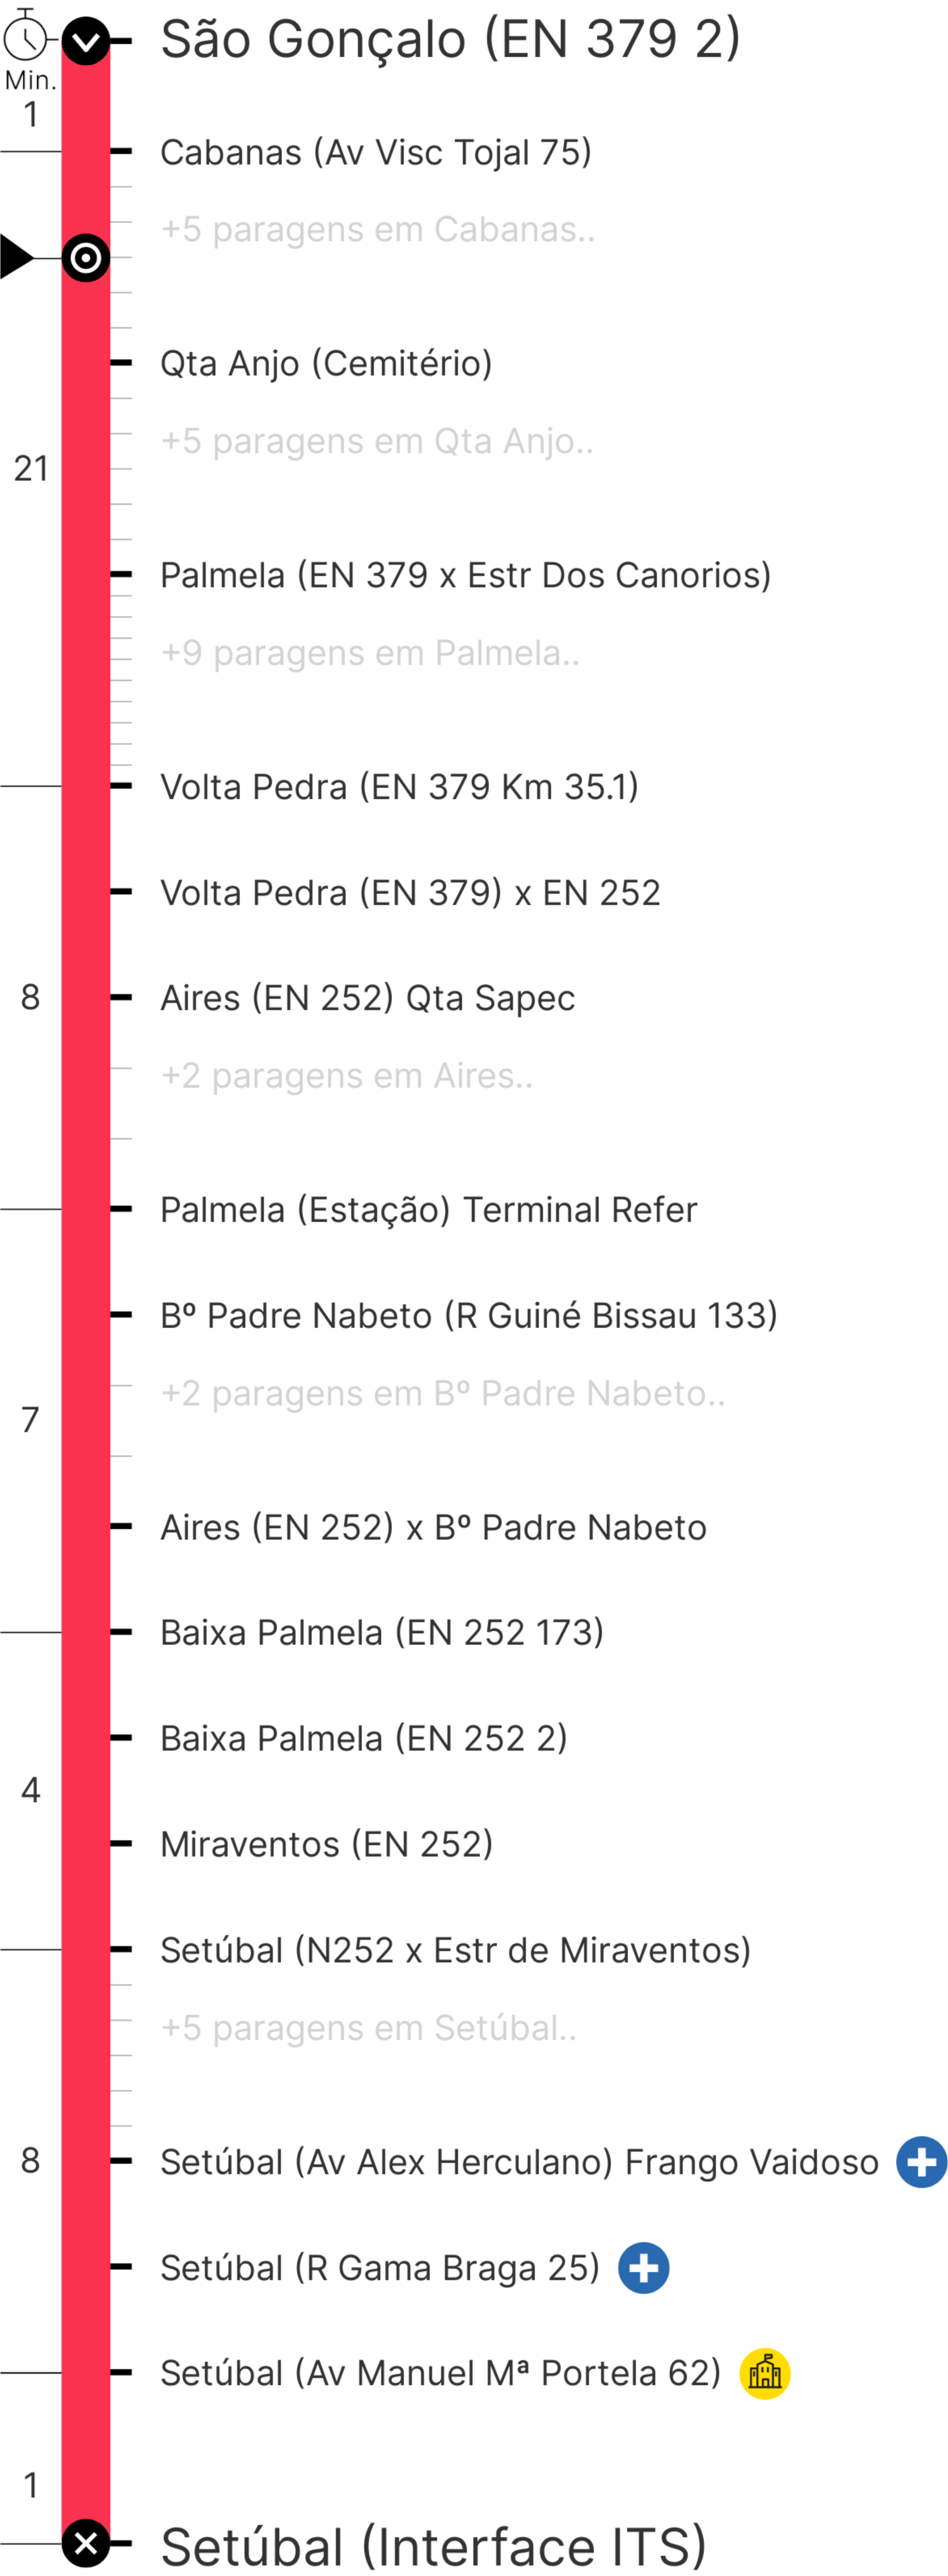 São Gonçalo (EN 379 2)
Min.
1
Cabanas (Av Visc Tojal 75)
+5 paragens em Cabanas..
Qta Anjo (Cemitério)
+5 paragens em Qta Anjo..
21
Palmela (EN 379 x Estr Dos Canorios)
+9 paragens em Palmela..
Volta Pedra (EN 379 Km 35.1)
Volta Pedra (EN 379) x EN 252
8
Aires (EN 252) Qta Sapec
+2 paragens em Aires..
Palmela (Estação) Terminal Refer
Bº Padre Nabeto (R Guiné Bissau 133)
+2 paragens em Bº Padre Nabeto..
7
Aires (EN 252) x Bº Padre Nabeto
Baixa Palmela (EN 252 173)
Baixa Palmela (EN 252 2)
4
Miraventos (EN 252)
Setúbal (N252 x Estr de Miraventos)
+5 paragens em Setúbal..
8
Setúbal (Av Alex Herculano) Frango Vaidoso
Setúbal (R Gama Braga 25)
Setúbal (Av Manuel Mª Portela 62)
1
Setúbal (Interface ITS)